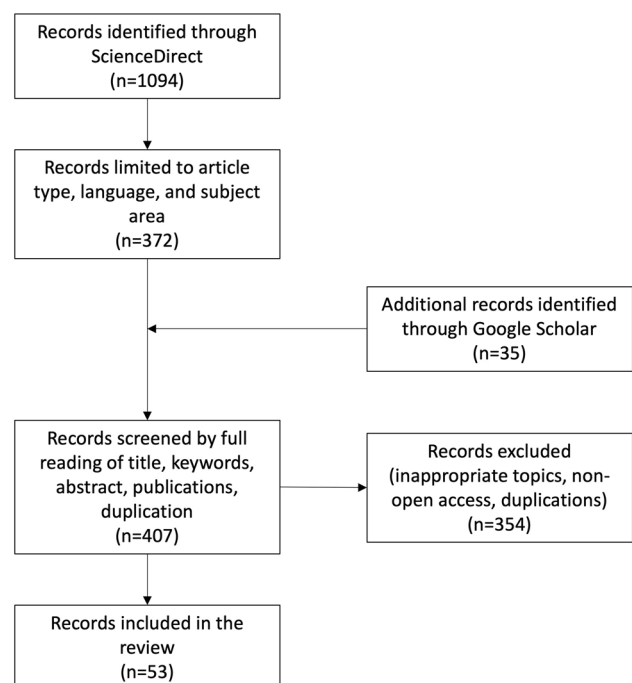 Records identified through
ScienceDirect
(n=1094)
Records limited to article
type, language, and subject
area
(n=372)
Additional records identified
through Google Scholar
(n=35)
Records screened by full
reading of title, keywords,
abstract, publications,
duplication
(n=407)
Records excluded
(inappropriate topics, non-
open access, duplications)
(n=354)
Records included in the
review
(n=53)